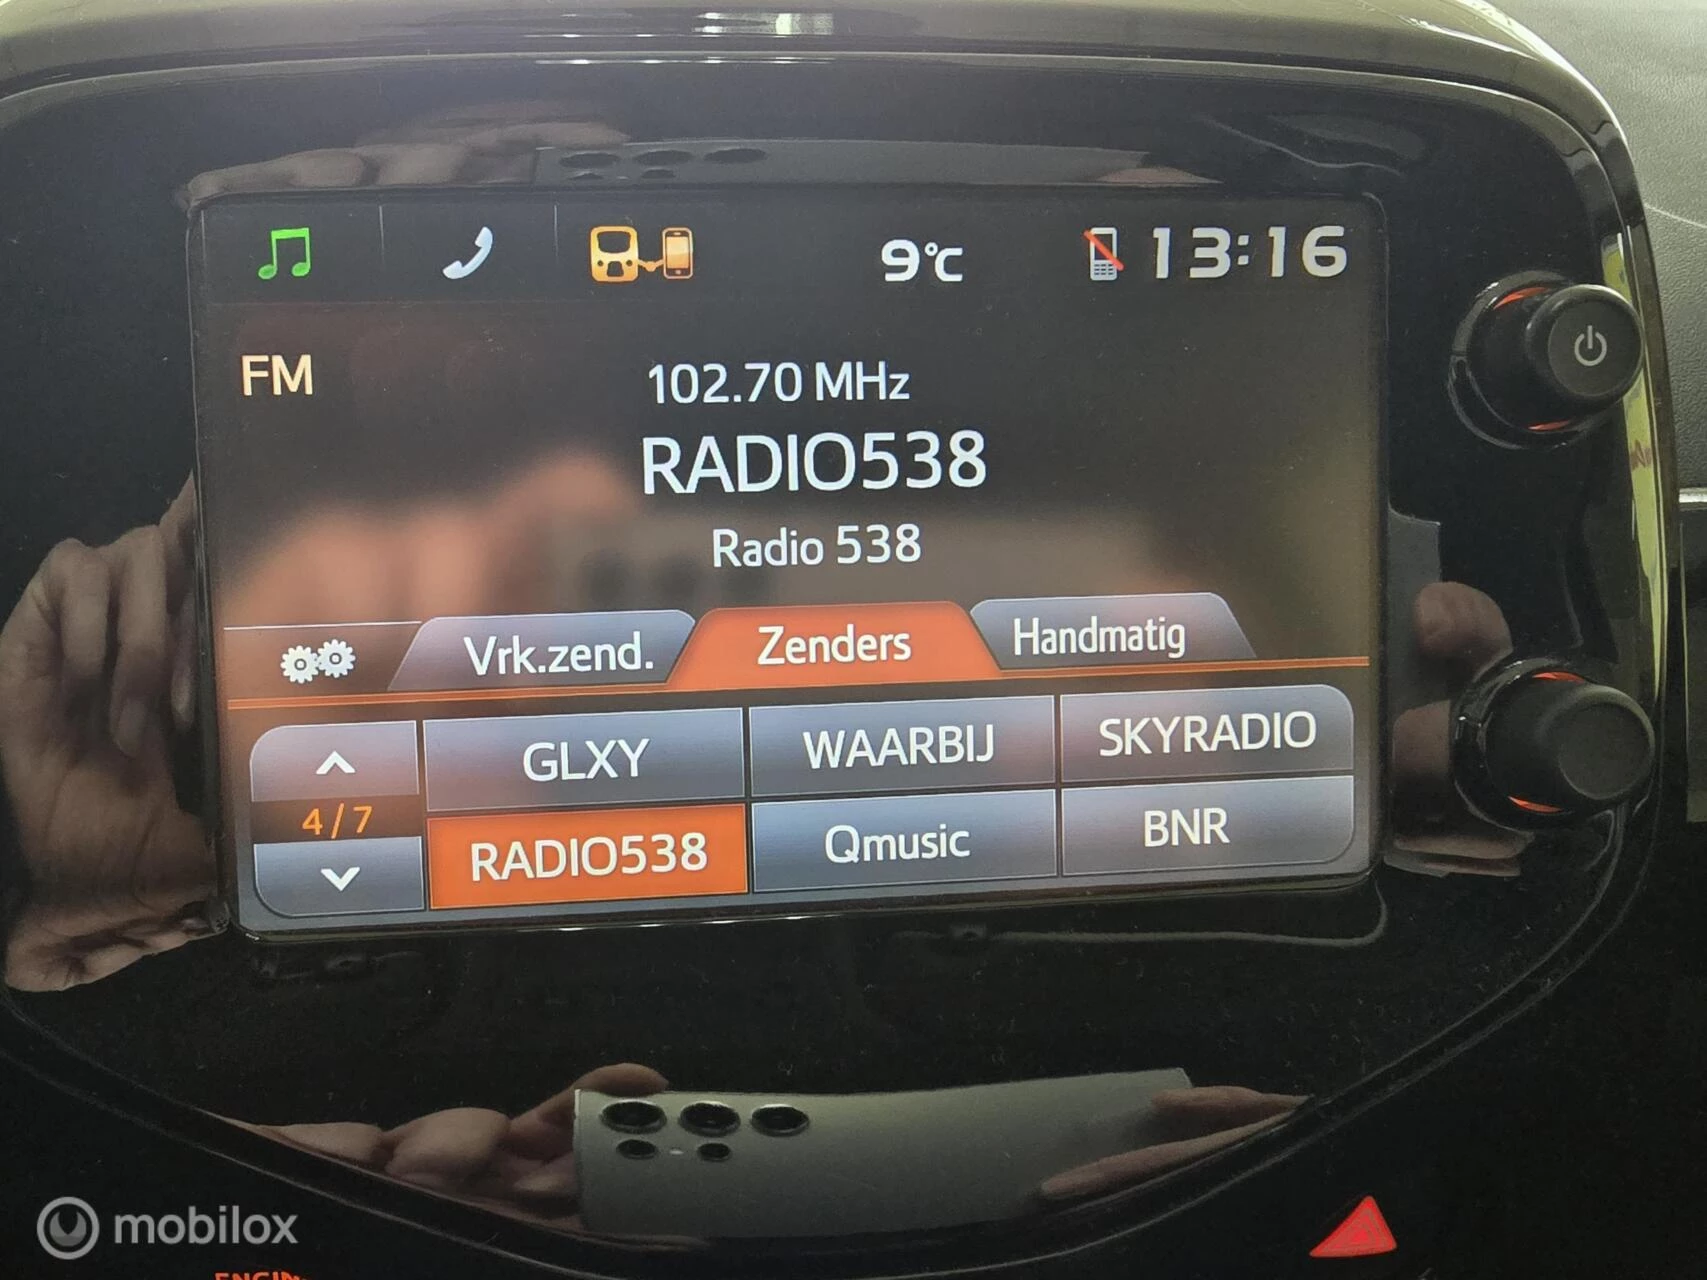 9°C
13:16
FM
102.70 MHz
RADIO538
Radio 538
Vrk.zend.
Zenders
Handmatig
GLXY
WAARBIJ
SKYRADIO
4/7
RADIO538
Qmusic
BNR
mobilox